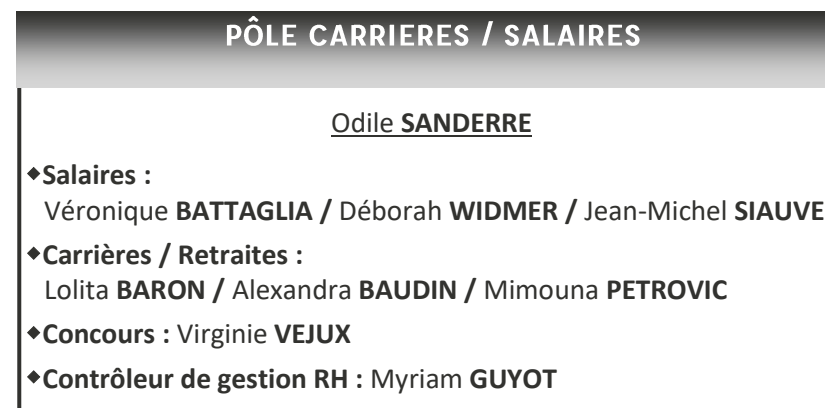 PÔLE CARRIERES / SALAIRES
Odile SANDERRE
◆Salaires :
Véronique BATTAGLIA / Déborah WIDMER / Jean-Michel SIAUVE
◆Carrières / Retraites :
Lolita BARON / Alexandra BAUDIN / Mimouna PETROVIC
◆Concours : Virginie VEJUX
◆Contrôleur de gestion RH : Myriam GUYOT